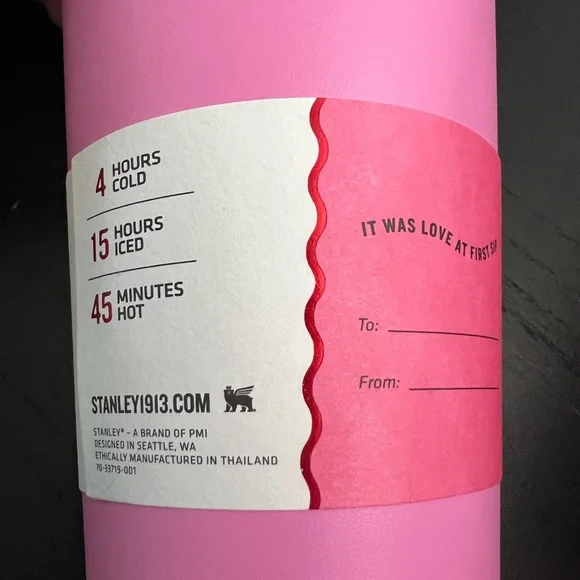 4 HOURS COLD
15 HOURS ICED
45 MINUTES HOT
STANLEY1913.COM
STANLEY® – A BRAND OF PMI
DESIGNED IN SEATTLE, WA
ETHICALLY MANUFACTURED IN THAILAND
70-33719-001
IT WAS LOVE AT FIRST SIP
To:
From: